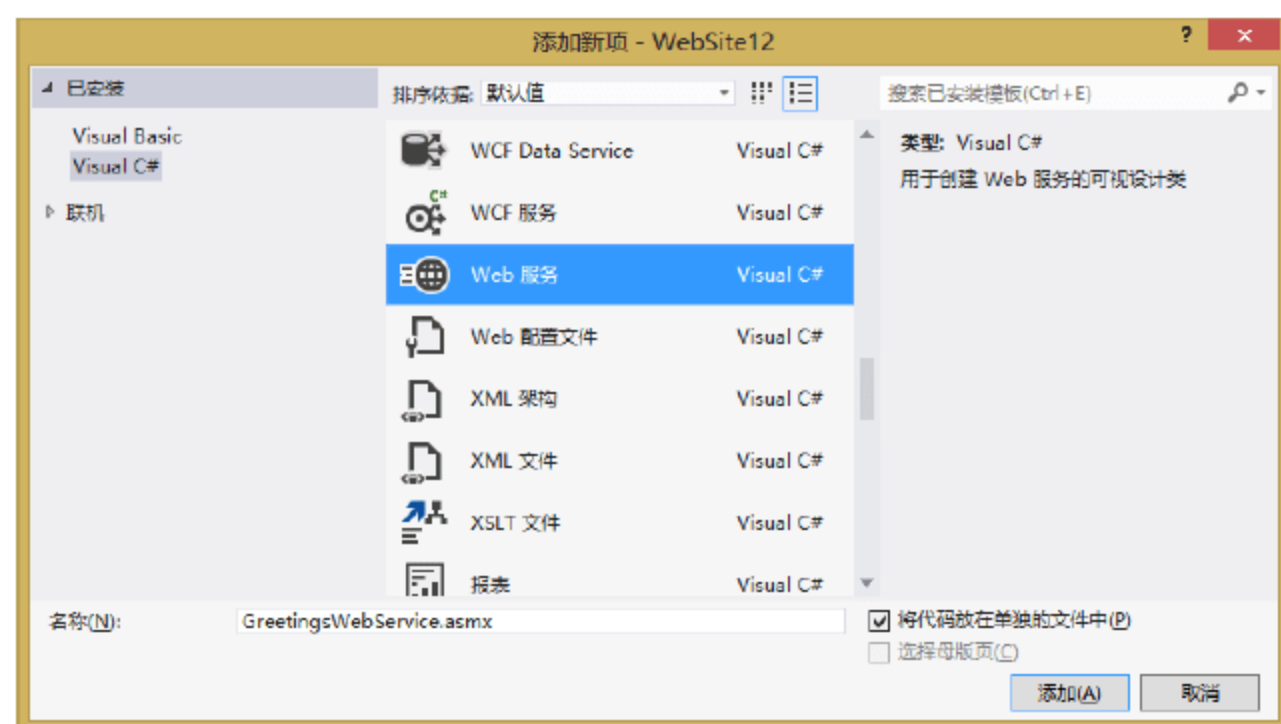 添加新项 - WebSite12
?
已安装
Visual Basic
Visual C#
联机
排序依据: 默认值
WCF Data Service Visual C#
WCF 服务 Visual C#
Web 服务 Visual C#
Web 配置文件 Visual C#
XML 架构 Visual C#
XML 文件 Visual C#
XSLT 文件 Visual C#
报表 Visual C#
搜索已安装模板(Ctrl+E)
类型: Visual C#
用于创建 Web 服务的可视设计类
名称(N): GreetingsWebService.asmx
将代码放在单独的文件中(P)
选择母版页(C)
添加(A) 取消